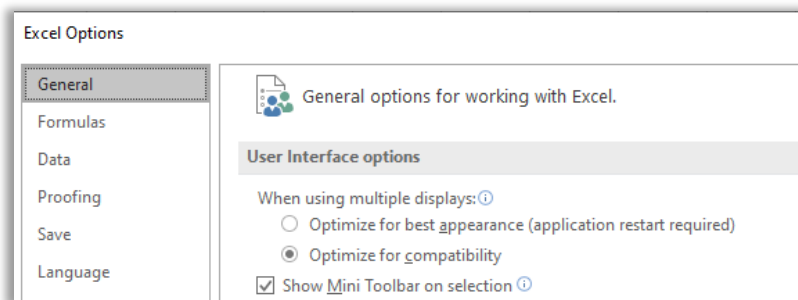 Excel Options
General
Formulas
Data
Proofing
Save
Language
General options for working with Excel.
User Interface options
When using multiple displays:
Optimize for best appearance (application restart required)
Optimize for compatibility
Show Mini Toolbar on selection